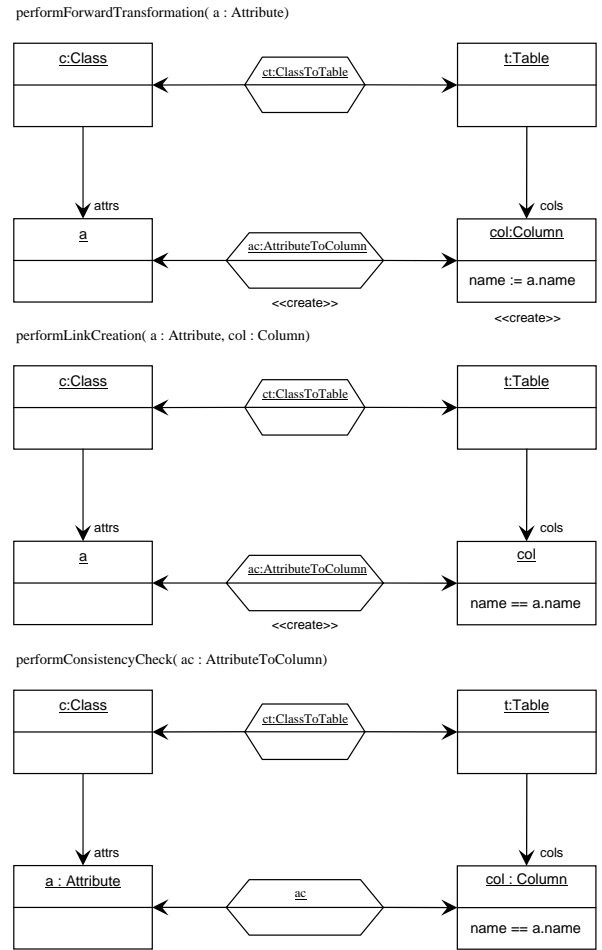 performForwardTransformation( a : Attribute)
c:Class
ct:ClassToTable
t:Table
attrs
cols
a
ac:AttributeToColumn
col:Column
name := a.name
<<create>>
<<create>>
performLinkCreation( a : Attribute, col : Column)
c:Class
ct:ClassToTable
t:Table
attrs
cols
a
ac:AttributeToColumn
col
name == a.name
<<create>>
performConsistencyCheck( ac : AttributeToColumn)
c:Class
ct:ClassToTable
t:Table
attrs
cols
a : Attribute
ac
col : Column
name == a.name